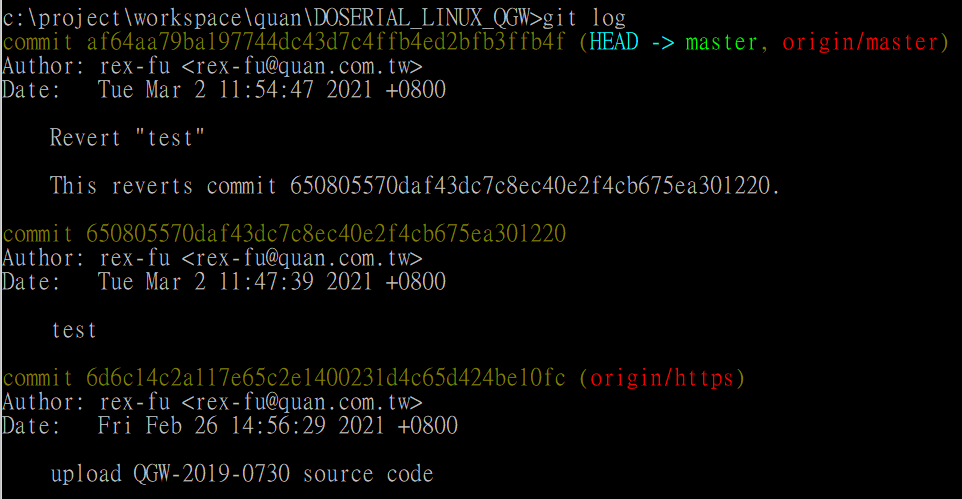 c:\project\workspace\quan\DOSERIAL_LINUX_QGW>git log
commit af64aa79ba197744dc43d7c4ffb4ed2bfb3ffb4f (HEAD -> master, origin/master)
Author: rex-fu <rex-fu@quan.com.tw>
Date:   Tue Mar 2 11:54:47 2021 +0800
Revert "test"
This reverts commit 650805570daf43dc7c8ec40e2f4cb675ea301220.
commit 650805570daf43dc7c8ec40e2f4cb675ea301220
Author: rex-fu <rex-fu@quan.com.tw>
Date:   Tue Mar 2 11:47:39 2021 +0800
test
commit 6d6c14c2a117e65c2e1400231d4c65d424be10fc (origin/https)
Author: rex-fu <rex-fu@quan.com.tw>
Date:   Fri Feb 26 14:56:29 2021 +0800
upload QGW-2019-0730 source code